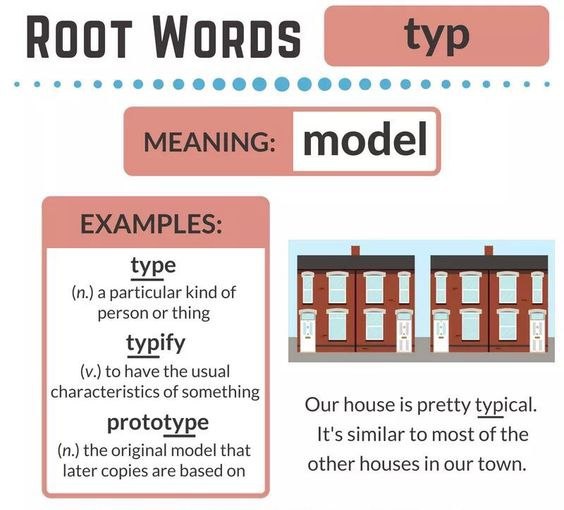 ROOT WORDS typ
MEANING: model
EXAMPLES:
type
(n.) a particular kind of
person or thing
typify
(v.) to have the usual
characteristics of something
prototype
(n.) the original model that
later copies are based on
Our house is pretty typical.
It's similar to most of the
other houses in our town.